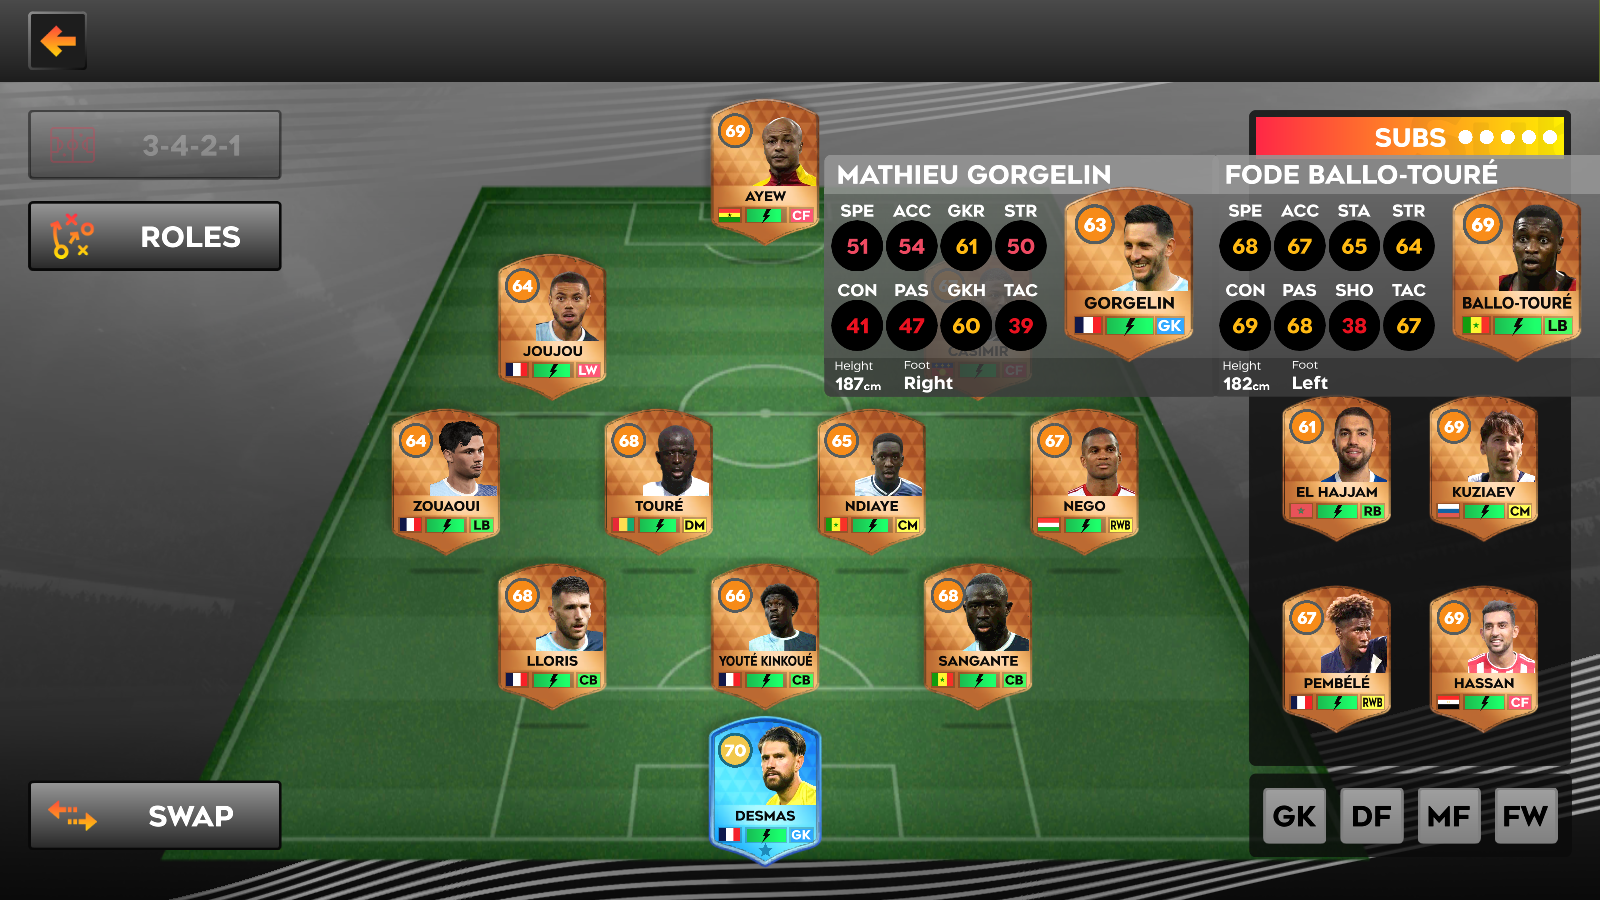 3-4-2-1
ROLES
SWAP
69
AYEW
CF
SUBS
MATHIEU GORGELIN
SPE ACC GKR STR
51 54 61 50
CON PAS GKH TAC
41 47 60 39
Height Foot
187cm Right
63
GORGELIN
GK
FODE BALLO-TOURÉ
SPE ACC STA STR
68 67 65 64
CON PAS SHO TAC
69 68 38 67
Height Foot
182cm Left
69
BALLO-TOURÉ
LB
64
JOUJOU
LW
CASIMIR
CF
64
ZOUAOUI
LB
68
TOURÉ
DM
65
NDIAYE
CM
67
NEGO
RWB
61
EL HAJJAM
RB
69
KUZIAEV
CM
68
LLORIS
CB
66
YOUTÉ KINKOUÉ
CB
68
SANGANTE
CB
67
PEMBÉLÉ
RWB
69
HASSAN
CF
70
DESMAS
GK
GK DF MF FW